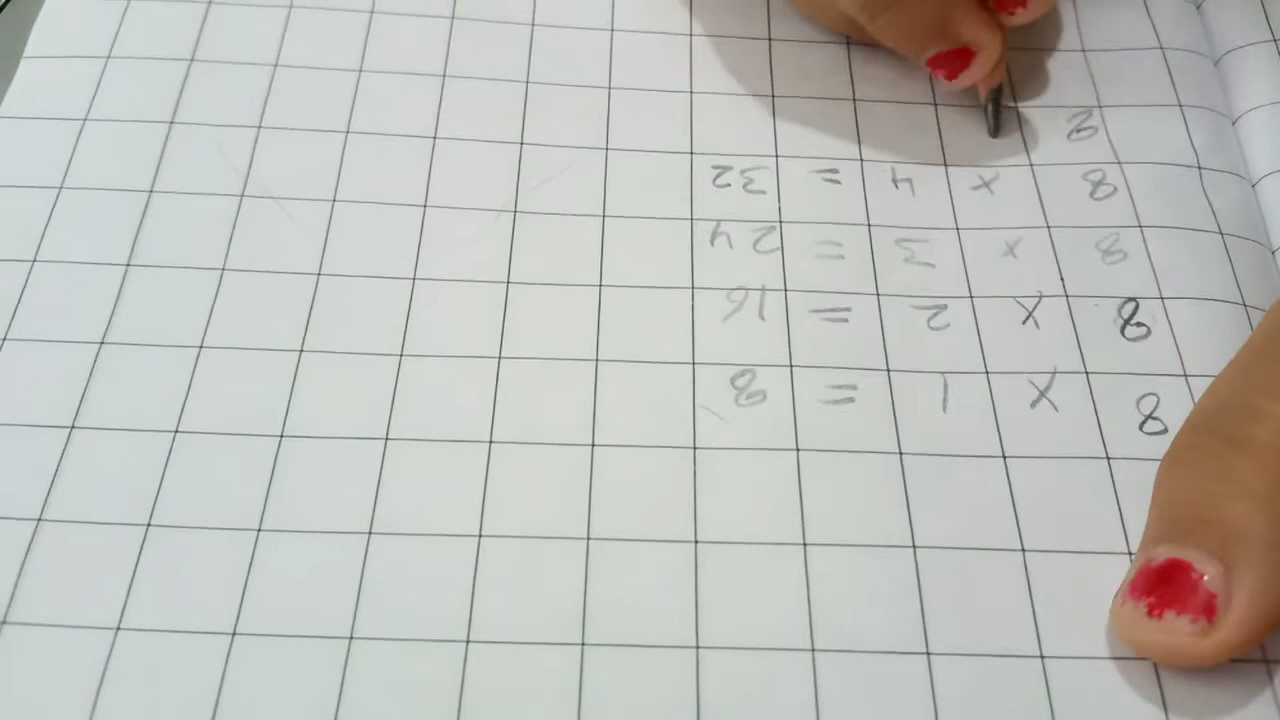 8 x 1 = 8
8 x 2 = 16
8 x 3 = 24
8 x 4 = 32
8